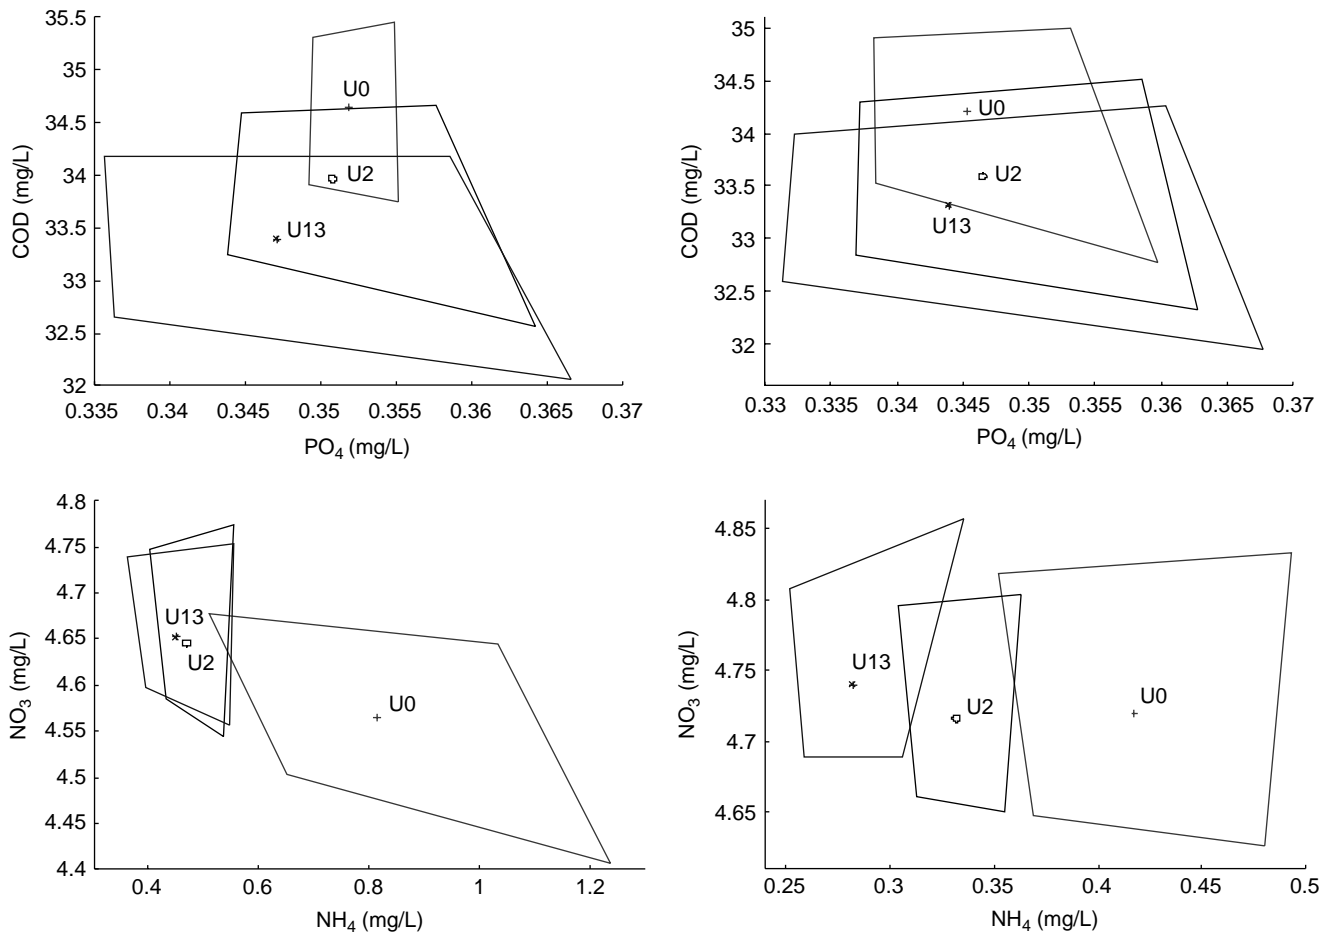 35.5
35
34.5
34
33.5
33
32.5
32
COD (mg/L)
U0
U2
U13
0.335 0.34 0.345 0.35 0.355 0.36 0.365 0.37
PO4 (mg/L)
35
34.5
34
33.5
33
32.5
32
COD (mg/L)
U0
U2
U13
0.33 0.335 0.34 0.345 0.35 0.355 0.36 0.365 0.37
PO4 (mg/L)
4.8
4.75
4.7
4.65
4.6
4.55
4.5
4.45
4.4
NO3 (mg/L)
U13
U2
U0
0.4 0.6 0.8 1 1.2
NH4 (mg/L)
4.85
4.8
4.75
4.7
4.65
NO3 (mg/L)
U13
U2
U0
0.25 0.3 0.35 0.4 0.45 0.5
NH4 (mg/L)